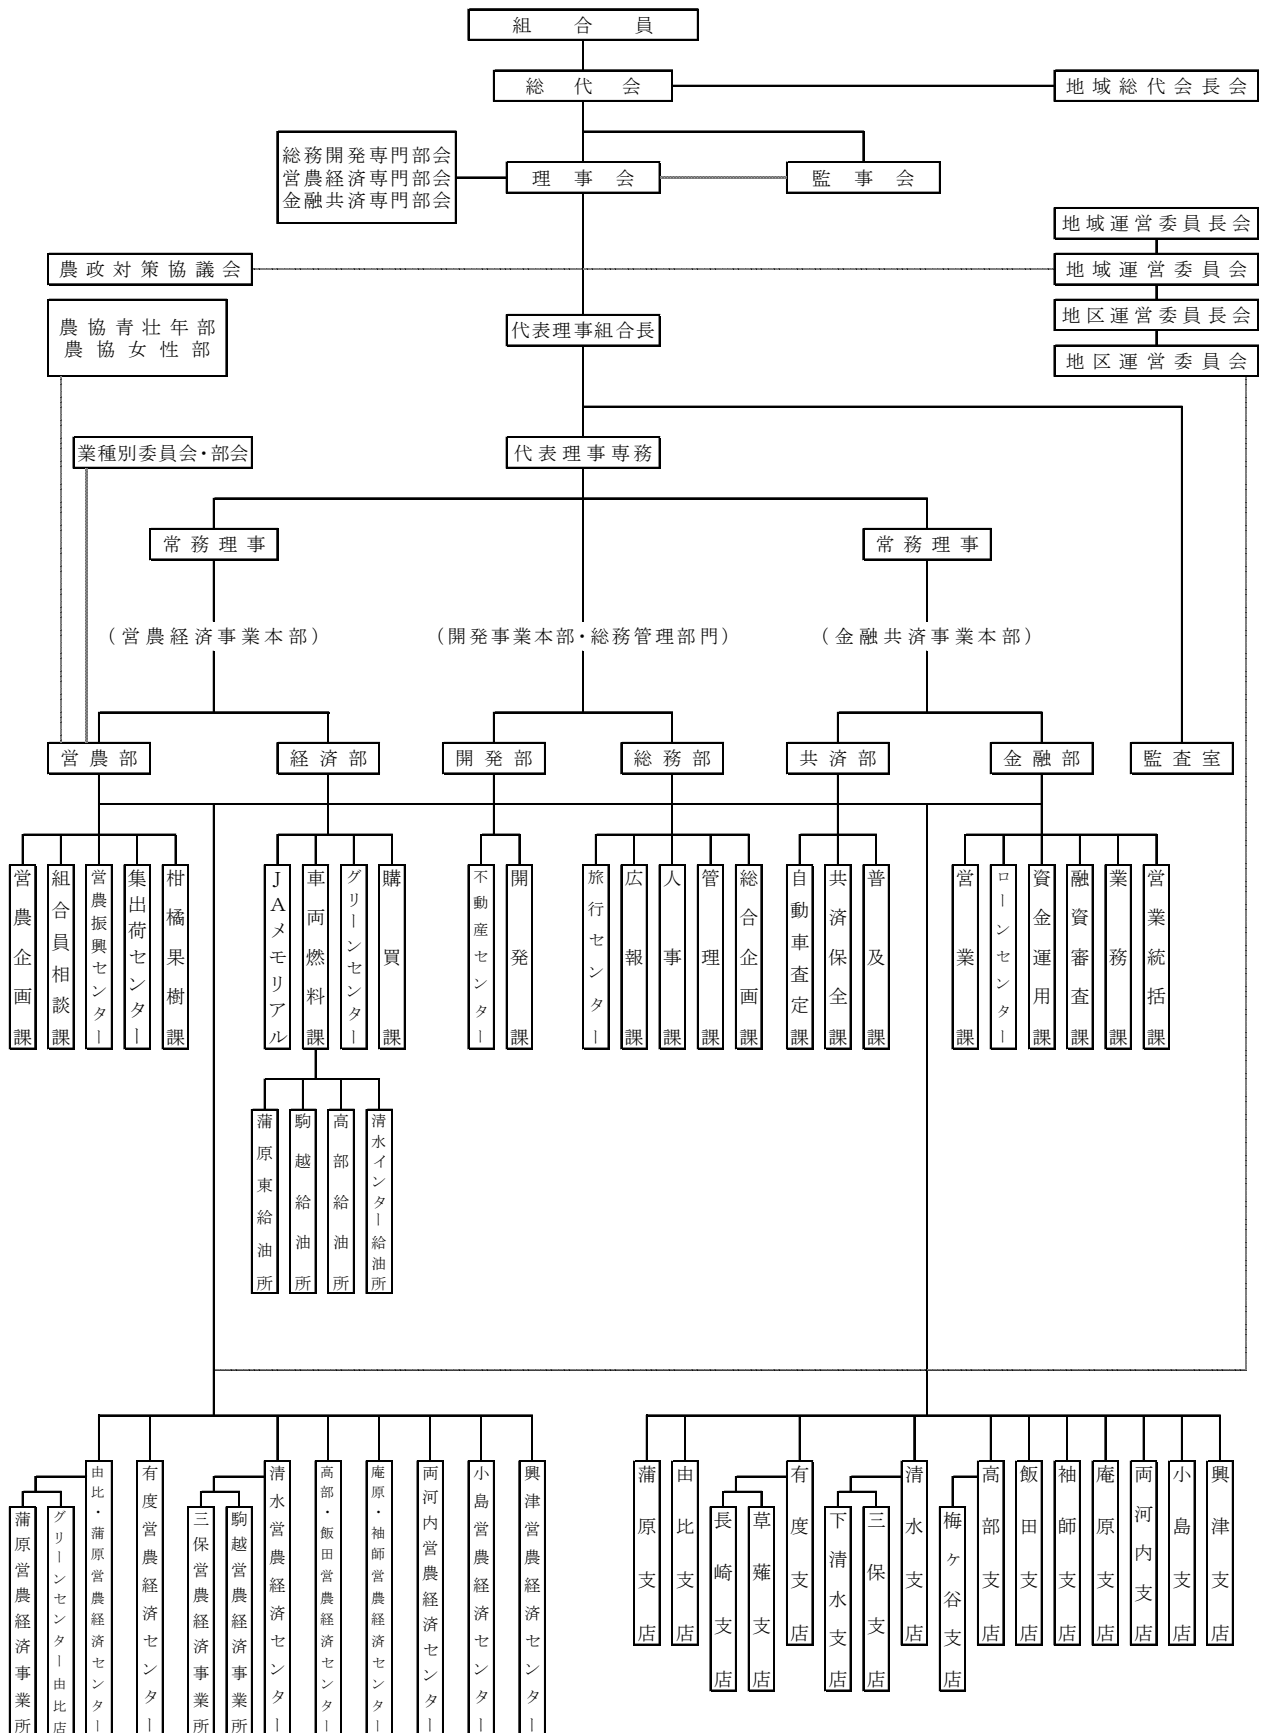 組合員
総代会
地域総代会長会
総務開発専門部会
営農経済専門部会
金融共済専門部会
理事会
監事会
地域運営委員長会
農政対策協議会
地域運営委員会
農協青壮年部
農協女性部
代表理事組合長
地区運営委員長会
地区運営委員会
業種別委員会・部会
代表理事専務
常務理事
常務理事
(営農経済事業本部)
(開発事業本部・総務管理部門)
(金融共済事業本部)
営農部
経済部
開発部
総務部
共済部
金融部
監査室
営農企画課
組合員相談課
営農振興センター
集出荷センター
柑橘果樹課
JAメモリアル
車両燃料課
グリーンセンター
購買課
不動産センター
開発課
旅行センター
広報課
人事課
管理課
総合企画課
自動車査定課
共済保全課
普及課
営業課
ローンセンター
資金運用課
融資審査課
業務課
営業統括課
蒲原東給油所
駒越給油所
高部給油所
清水インター給油所
蒲原営農経済事業所
グリーンセンター由比店
由比・蒲原営農経済センター
有度営農経済センター
三保営農経済事業所
駒越営農経済事業所
清水営農経済センター
高部・飯田営農経済センター
庵原・袖師営農経済センター
両河内営農経済センター
小島営農経済センター
興津営農経済センター
蒲原支店
由比支店
長崎支店
草薙支店
有度支店
下清水支店
三保支店
清水支店
梅ヶ谷支店
高部支店
飯田支店
袖師支店
庵原支店
両河内支店
小島支店
興津支店